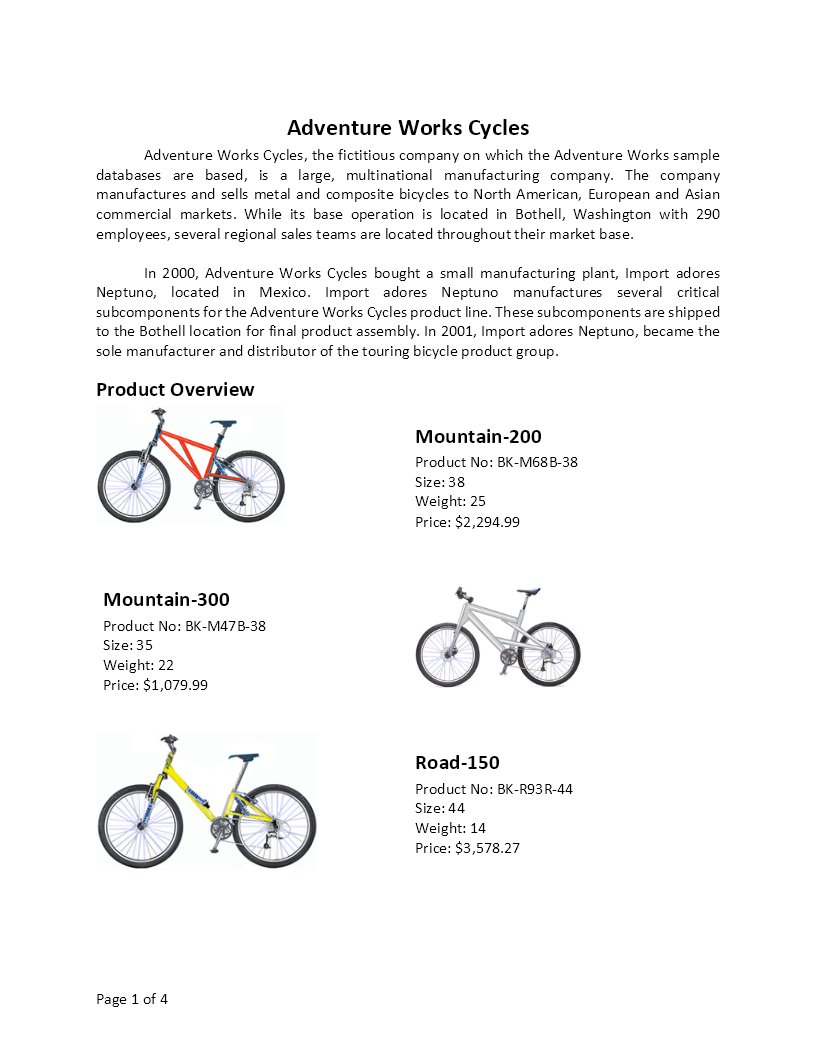 Adventure Works Cycles
Adventure Works Cycles, the fictitious company on which the Adventure Works sample
databases are based, is a large, multinational manufacturing company. The company
manufactures and sells metal and composite bicycles to North American, European and Asian
commercial markets. While its base operation is located in Bothell, Washington with 290
employees, several regional sales teams are located throughout their market base.
In 2000, Adventure Works Cycles bought a small manufacturing plant, Import adores
Neptuno, located in Mexico. Import adores Neptuno manufactures several critical
subcomponents for the Adventure Works Cycles product line. These subcomponents are shipped
to the Bothell location for final product assembly. In 2001, Import adores Neptuno, became the
sole manufacturer and distributor of the touring bicycle product group.
Product Overview
Mountain-200
Product No: BK-M68B-38
Size: 38
Weight: 25
Price: $2,294.99
Mountain-300
Product No: BK-M47B-38
Size: 35
Weight: 22
Price: $1,079.99
Road-150
Product No: BK-R93R-44
Size: 44
Weight: 14
Price: $3,578.27
Page 1 of 4